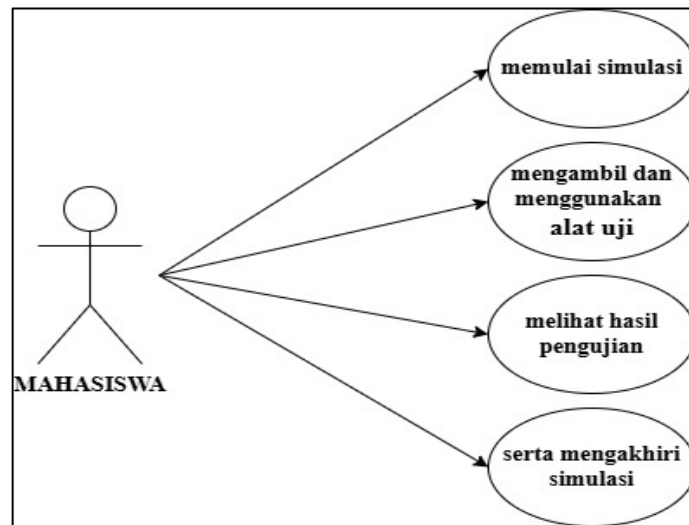 memulai simulasi
mengambil dan
menggunakan
alat uji
melihat hasil
pengujian
serta mengakhiri
simulasi
MAHASISWA